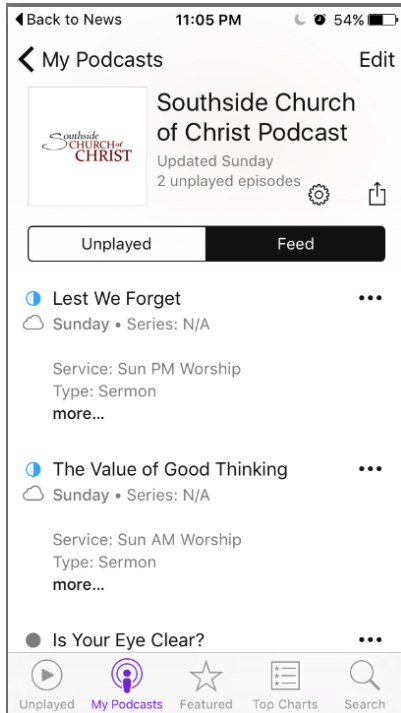 Back to News 11:05 PM 54%
My Podcasts Edit
Southside
CHURCH of
CHRIST
Southside Church
of Christ Podcast
Updated Sunday
2 unplayed episodes
Unplayed Feed
Lest We Forget
Sunday • Series: N/A
Service: Sun PM Worship
Type: Sermon
more...
The Value of Good Thinking
Sunday • Series: N/A
Service: Sun AM Worship
Type: Sermon
more...
Is Your Eye Clear?
Unplayed My Podcasts Featured Top Charts Search